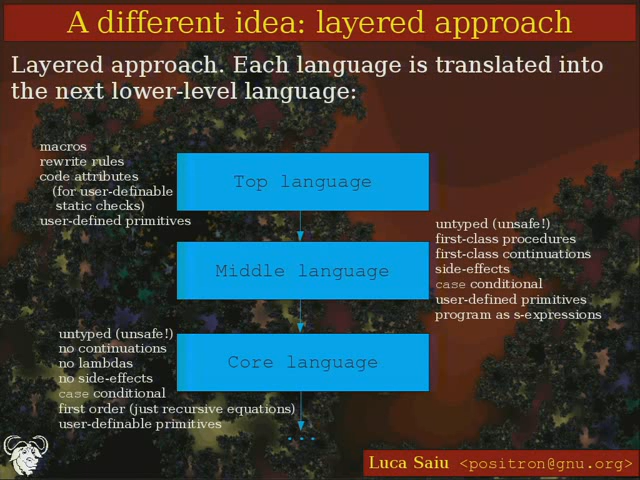 A different idea: layered approach
Layered approach. Each language is translated into
the next lower-level language:
macros
rewrite rules
code attributes
(for user-definable
static checks)
user-defined primitives
Top language
untyped (unsafe!)
first-class procedures
first-class continuations
side-effects
case conditional
user-defined primitives
program as s-expressions
Middle language
untyped (unsafe!)
no continuations
no lambdas
no side-effects
case conditional
first order (just recursive equations)
user-definable primitives
Core language
...
Luca Saiu <positron@gnu.org>